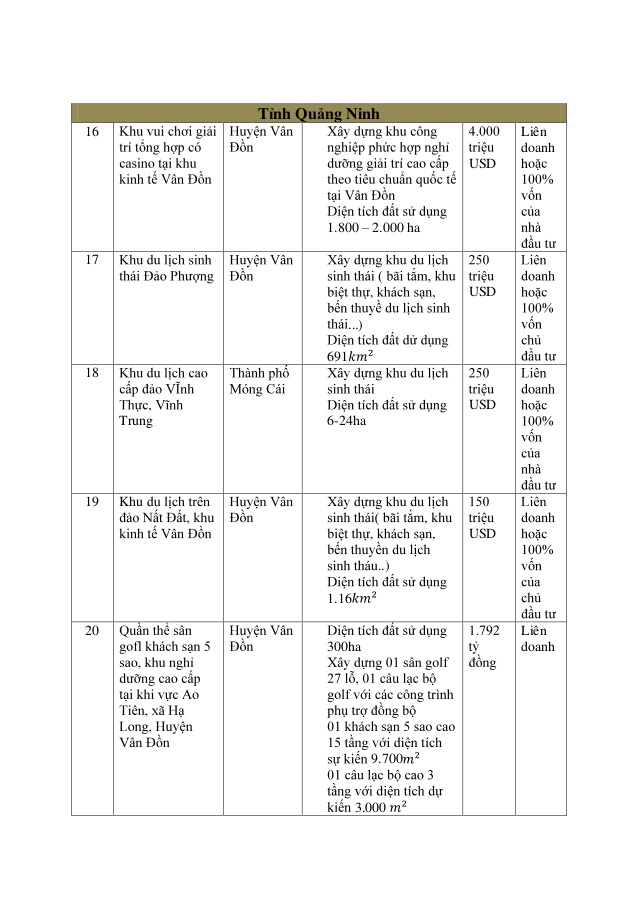 Tỉnh Quảng Ninh
16
Khu vui chơi giải
trí tổng hợp có
casino tại khu
kinh tế Vân Đồn
Huyện Vân
Đồn
Xây dựng khu công
nghiệp phức hợp nghỉ
dưỡng giải trí cao cấp
theo tiêu chuẩn quốc tế
tại Vân Đồn
Diện tích đất sử dụng
1.800 – 2.000 ha
4.000
triệu
USD
Liên
doanh
hoặc
100%
vốn
của
nhà
đầu tư
17
Khu du lịch sinh
thái Đảo Phượng
Huyện Vân
Đồn
Xây dựng khu du lịch
sinh thái ( bãi tắm, khu
biệt thự, khách sạn,
bến thuyề du lịch sinh
thái...)
Diện tích đất dử dụng
691km²
250
triệu
USD
Liên
doanh
hoặc
100%
vốn
chủ
đầu tư
18
Khu du lịch cao
cấp đảo VĨnh
Thực, Vĩnh
Trung
Thành phố
Móng Cái
Xây dựng khu du lịch
sinh thái
Diện tích đất sử dụng
6-24ha
250
triệu
USD
Liên
doanh
hoặc
100%
vốn
của
nhà
đầu tư
19
Khu du lịch trên
đảo Nất Đất, khu
kinh tế Vân Đồn
Huyện Vân
Đồn
Xây dựng khu du lịch
sinh thái( bãi tắm, khu
biệt thự, khách sạn,
bến thuyền du lịch
sinh tháu..)
Diện tích đất sử dụng
1.16km²
150
triệu
USD
Liên
doanh
hoặc
100%
vốn
của
chủ
đầu tư
20
Quần thể sân
gofl khách sạn 5
sao, khu nghỉ
dưỡng cao cấp
tại khi vực Ao
Tiên, xã Hạ
Long, Huyện
Vân Đồn
Huyện Vân
Đồn
Diện tích đất sử dụng
300ha
Xây dựng 01 sân golf
27 lỗ, 01 câu lạc bộ
golf với các công trình
phụ trợ đồng bộ
01 khách sạn 5 sao cao
15 tầng với diện tích
sự kiến 9.700m²
01 câu lạc bộ cao 3
tầng với diện tích dự
kiến 3.000 m²
1.792
tỷ
đồng
Liên
doanh